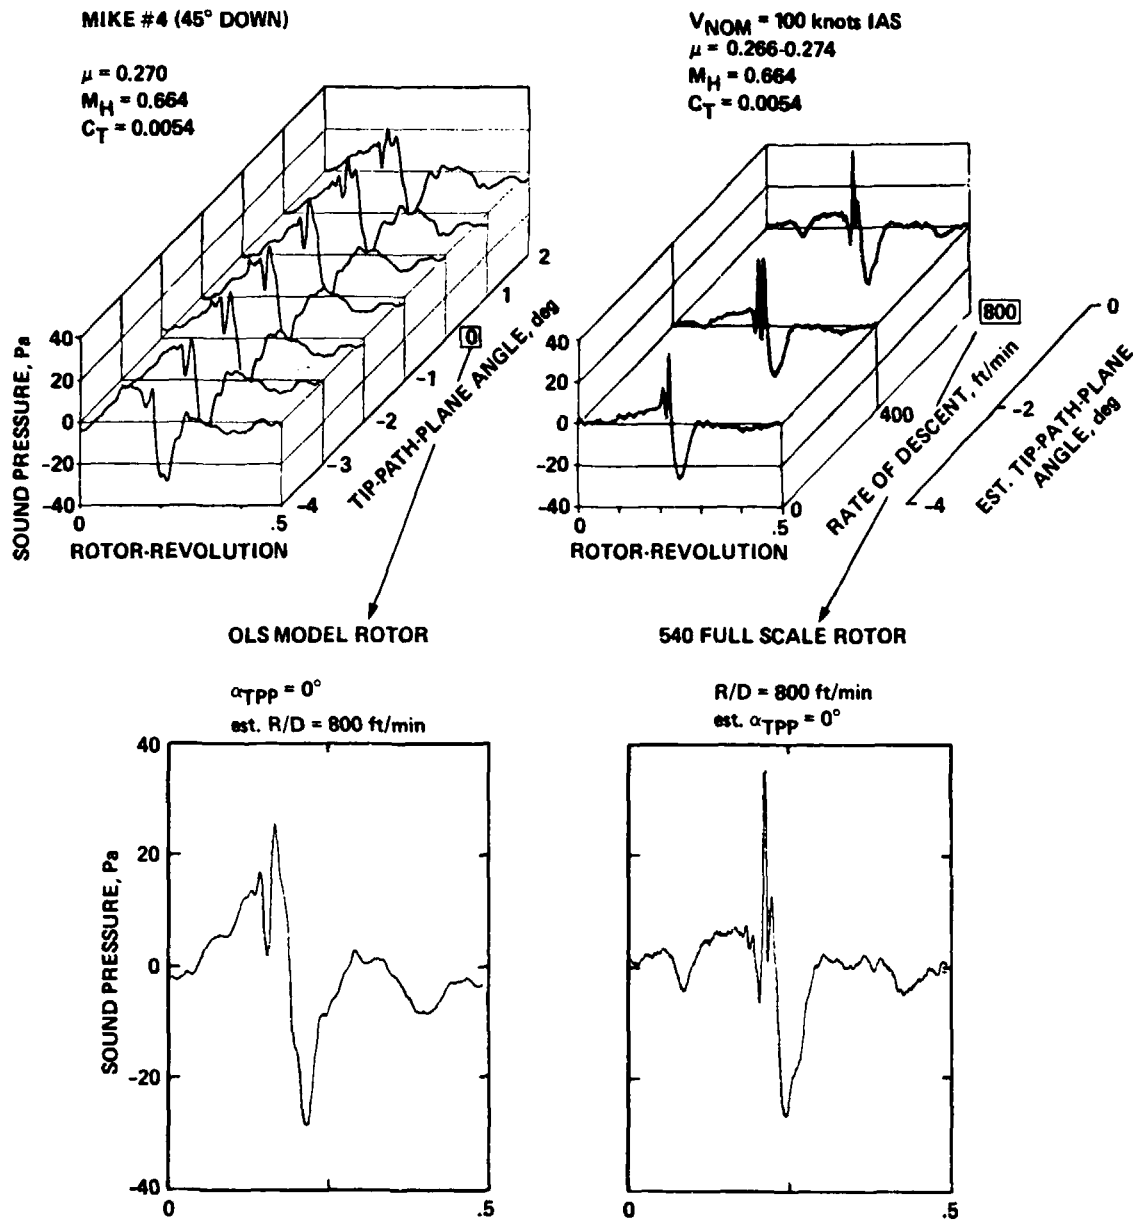 MIKE #4 (45° DOWN)
μ = 0.270
M_H = 0.664
C_T = 0.0054
V_NOM = 100 knots IAS
μ = 0.266-0.274
M_H = 0.664
C_T = 0.0054
SOUND PRESSURE, Pa
40
20
0
-20
-40
0
.5
ROTOR-REVOLUTION
-4
-3
-2
-1
0
1
2
TIP-PATH-PLANE ANGLE, deg
40
20
0
-20
-40
0
.5
ROTOR-REVOLUTION
0
400
800
RATE OF DESCENT, ft/min
-4
-2
0
EST. TIP-PATH-PLANE
ANGLE, deg
OLS MODEL ROTOR
α_TPP = 0°
est. R/D = 800 ft/min
SOUND PRESSURE, Pa
40
20
0
-20
-40
0
.5
540 FULL SCALE ROTOR
R/D = 800 ft/min
est. α_TPP = 0°
0
.5